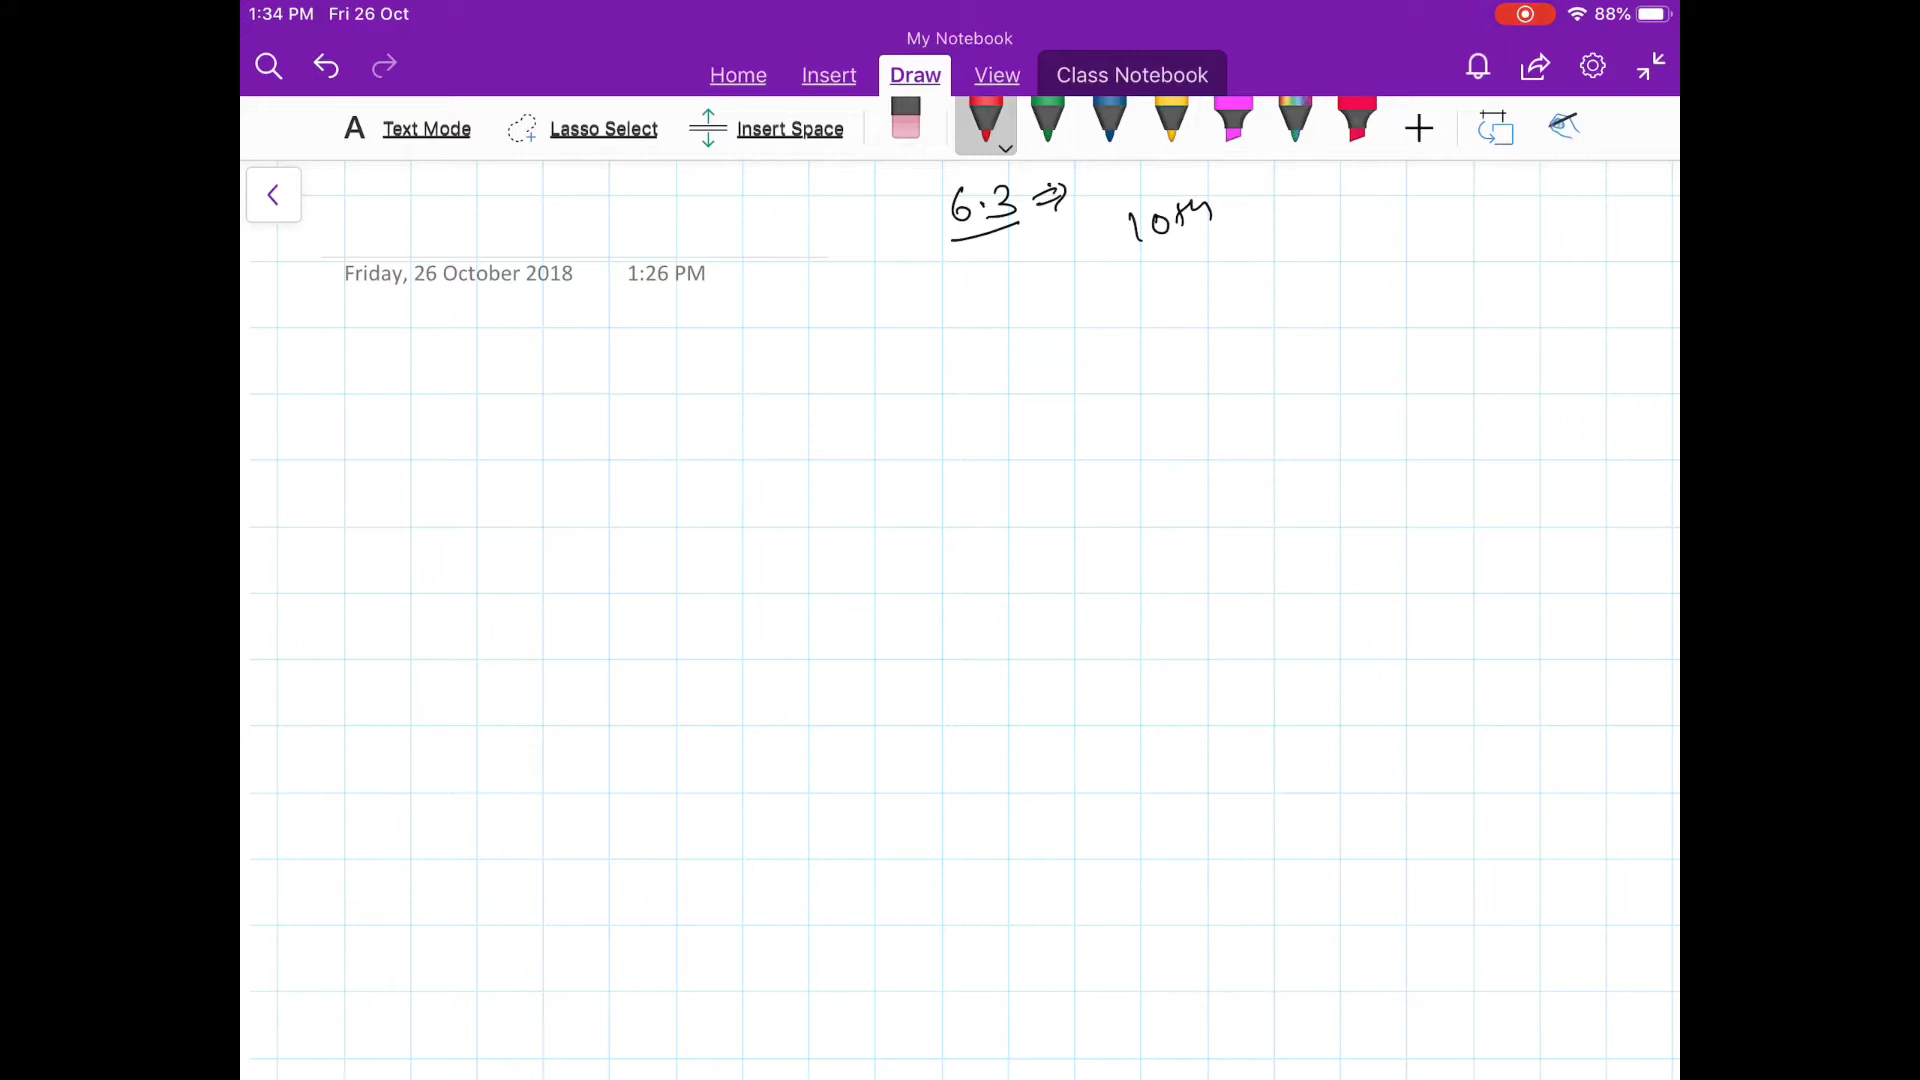 1:34 PM Fri 26 Oct 88%
My Notebook
Home Insert Draw View Class Notebook
A Text Mode Lasso Select Insert Space
6.3 ⇒ 10th
Friday, 26 October 2018 1:26 PM